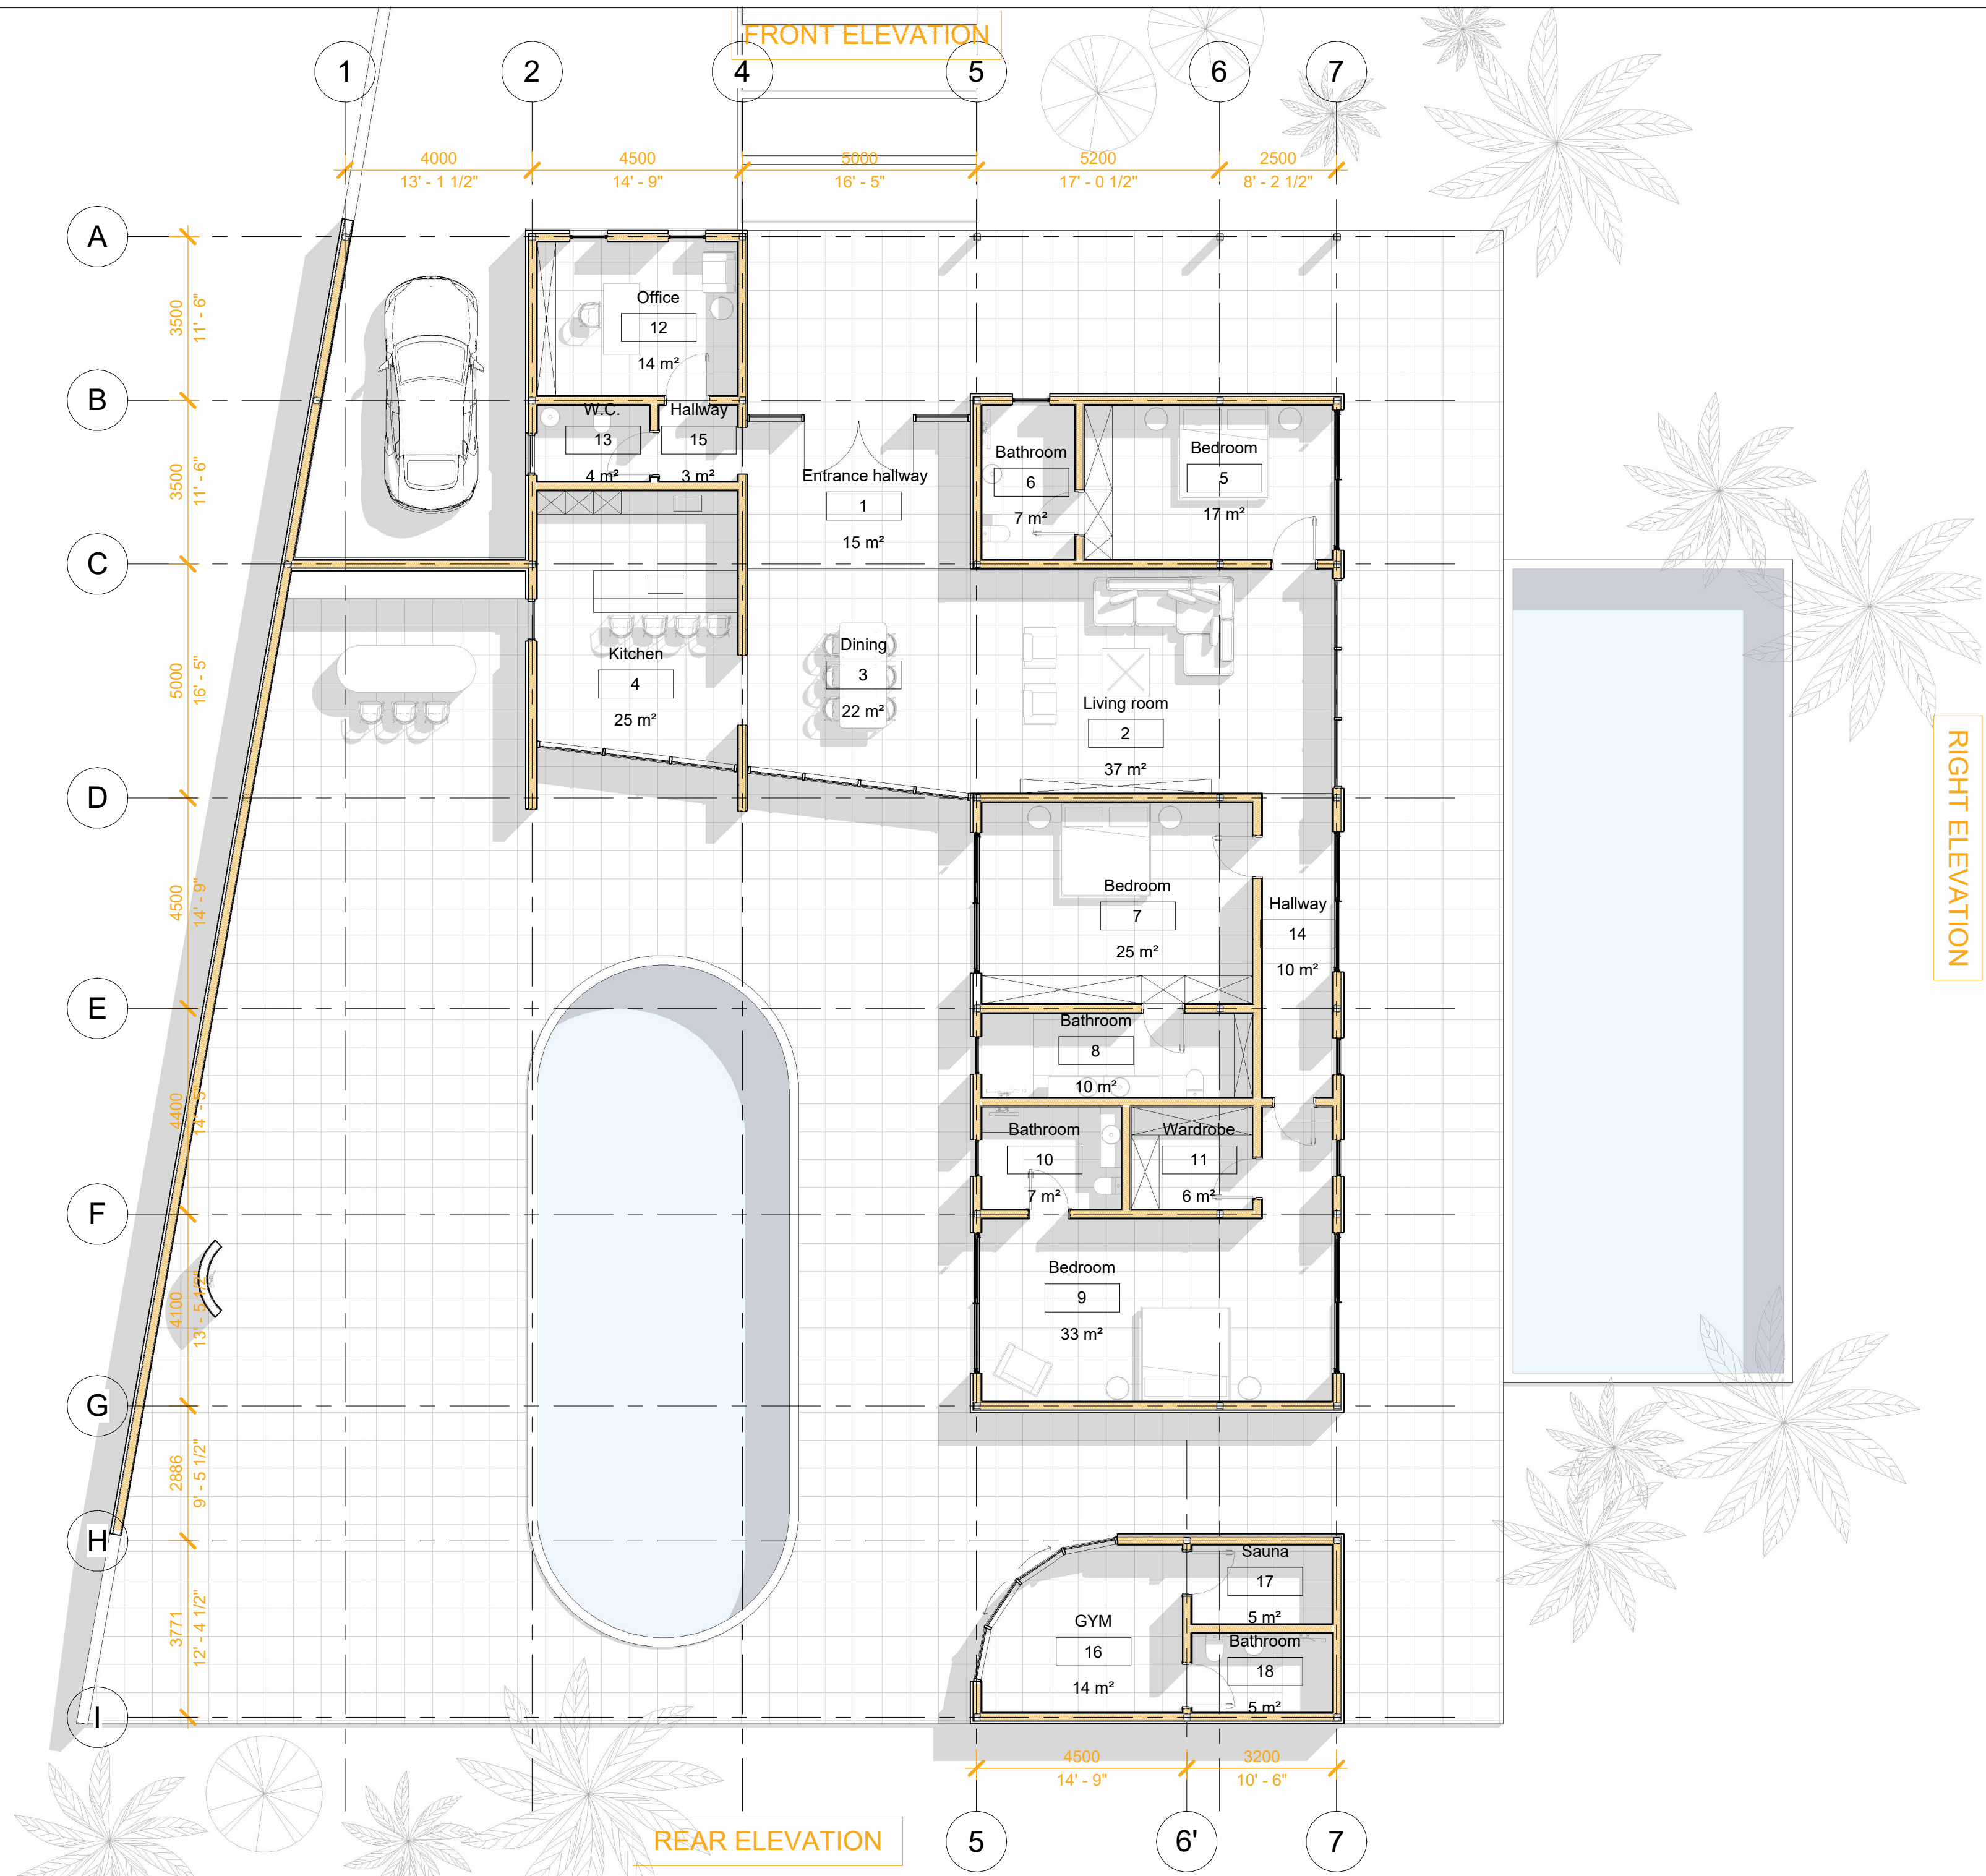 FRONT ELEVATION
1
2
4
5
6
7
4000
4500
5000
5200
2500
13' - 1 1/2"
14' - 9"
16' - 5"
17' - 0 1/2"
8' - 2 1/2"
A
B
C
D
E
F
G
H
I
3500
11' - 6"
3500
11' - 6"
5000
16' - 5"
4500
14' - 9"
4400
14' - 5"
4100
13' - 5 1/2"
2886
9' - 5 1/2"
3771
12' - 4 1/2"
Office
12
14 m²
W.C.
13
4 m²
Hallway
15
3 m²
Entrance hallway
1
15 m²
Bathroom
6
7 m²
Bedroom
5
17 m²
Kitchen
4
25 m²
Dining
3
22 m²
Living room
2
37 m²
Bedroom
7
25 m²
Hallway
14
10 m²
Bathroom
8
10 m²
Bathroom
10
7 m²
Wardrobe
11
6 m²
Bedroom
9
33 m²
Sauna
17
5 m²
GYM
16
14 m²
Bathroom
18
5 m²
RIGHT ELEVATION
4500
3200
14' - 9"
10' - 6"
REAR ELEVATION
5
6'
7